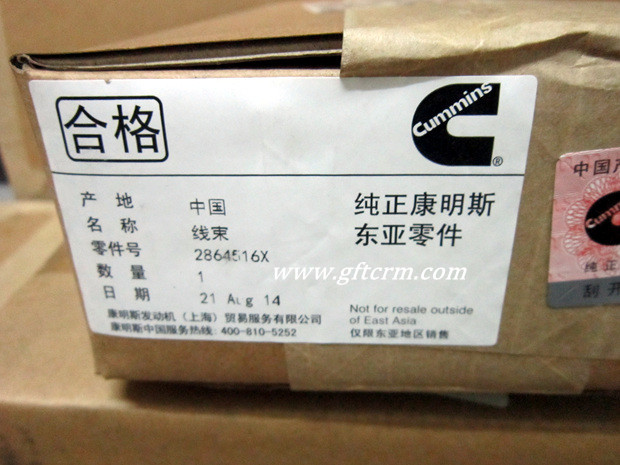 合格
Cummins
®
产地 中国
名称 线束
零件号 2864516X
数量 1
日期 21 Aug 14
纯正康明斯
东亚零件
www.gftcrm.com
康明斯发动机（上海）贸易服务有限公司
康明斯中国服务热线: 400-810-5252
Not for resale outside
of East Asia
仅限东亚地区销售
中国产
Cummins
纯正
刮开